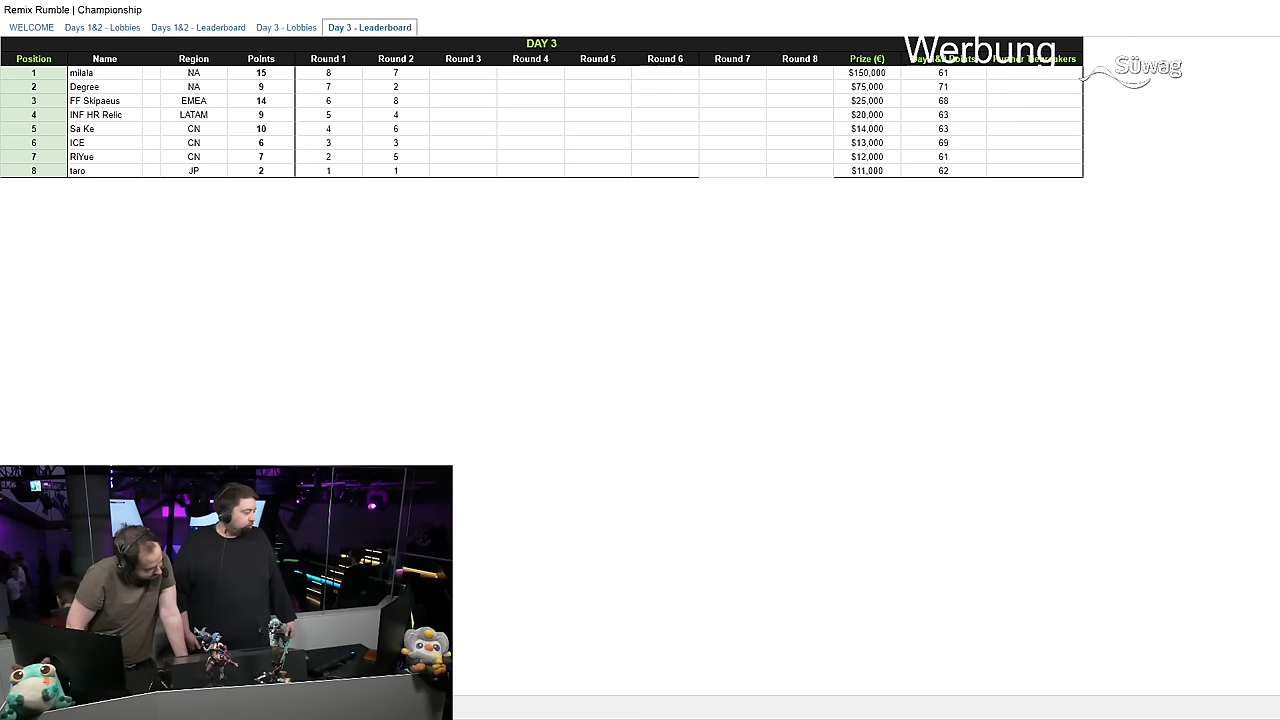 Remix Rumble | Championship
WELCOME Days 1&2 - Lobbies Days 1&2 - Leaderboard Day 3 - Lobbies Day 3 - Leaderboard
DAY 3
Werbung
Süwag
Position Name Region Points Round 1 Round 2 Round 3 Round 4 Round 5 Round 6 Round 7 Round 8 Prize (€)
1 milala NA 15 8 7 $150,000 61
2 Degree NA 9 7 2 $75,000 71
3 FF Skipaeus EMEA 14 6 8 $25,000 68
4 INF HR Relic LATAM 9 5 4 $20,000 63
5 Sa Ke CN 10 4 6 $14,000 63
6 ICE CN 6 3 3 $13,000 69
7 RiYue CN 7 2 5 $12,000 61
8 taro JP 2 1 1 $11,000 62